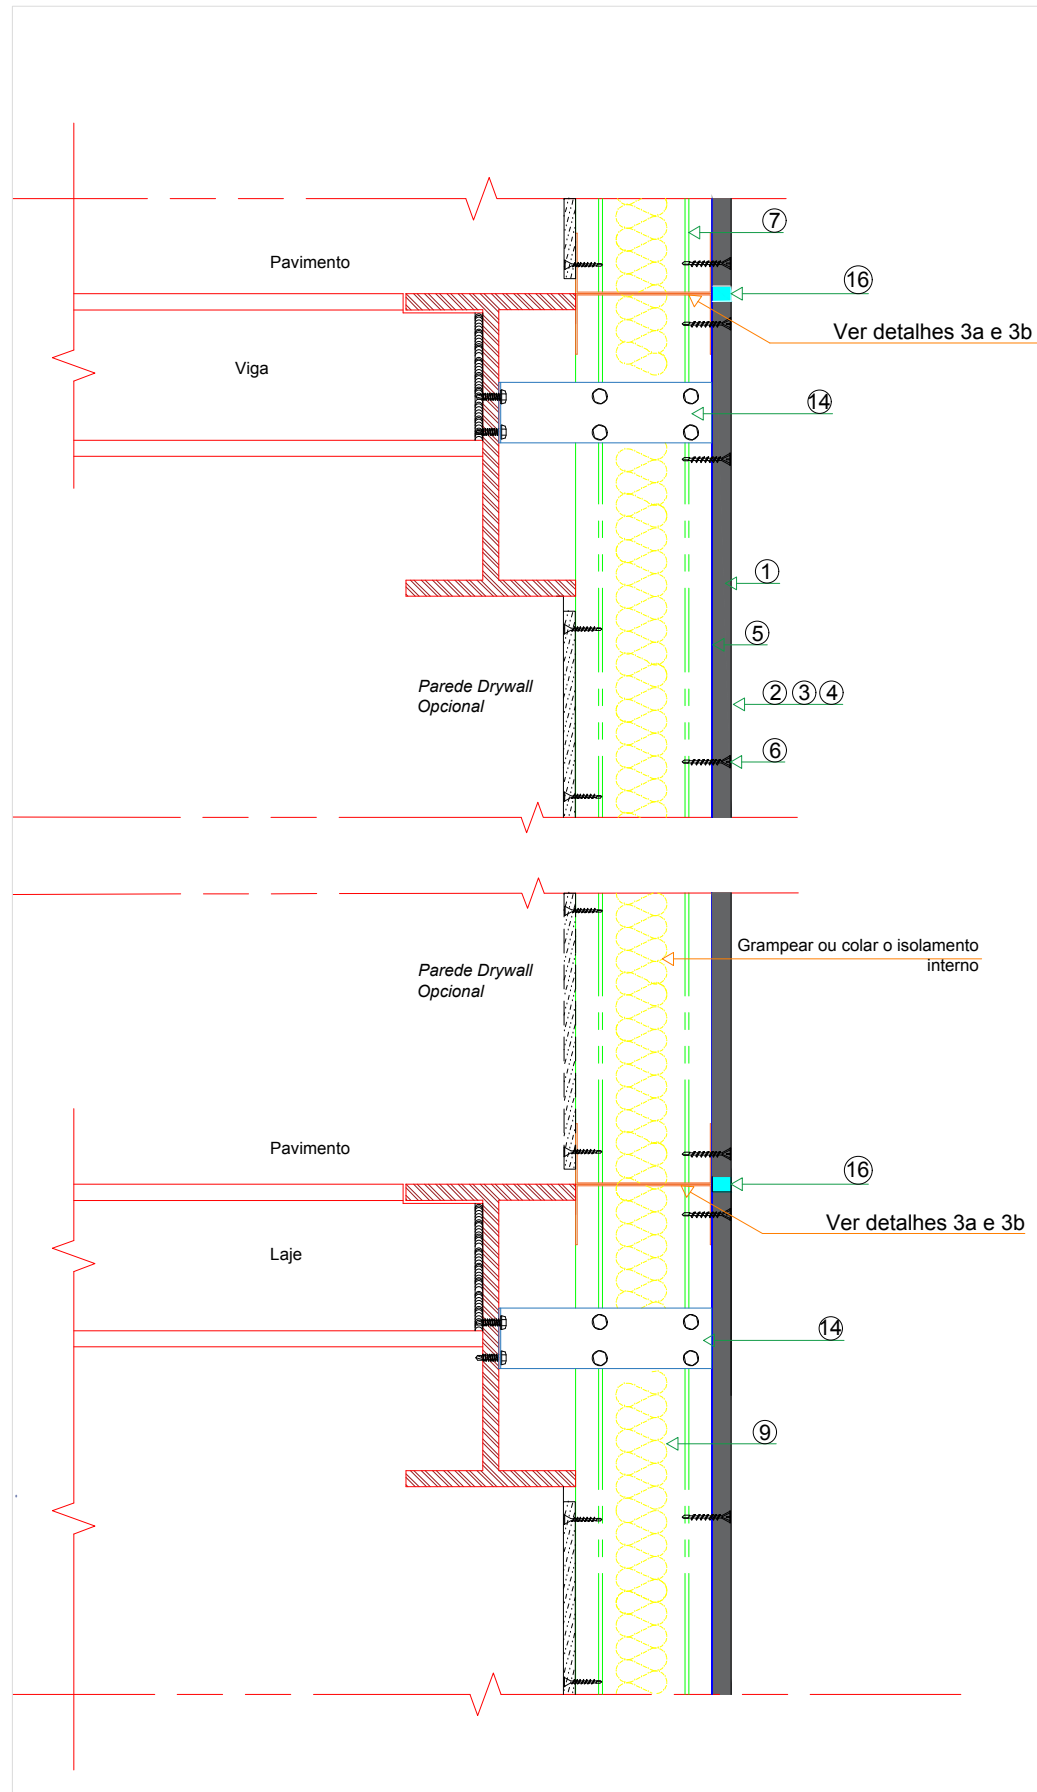 7
Pavimento
16
Ver detalhes 3a e 3b
Viga
14
1
5
Parede Drywall
Opcional
2 3 4
6
Grampear ou colar o isolamento
interno
Parede Drywall
Opcional
Pavimento
16
Ver detalhes 3a e 3b
Laje
14
9